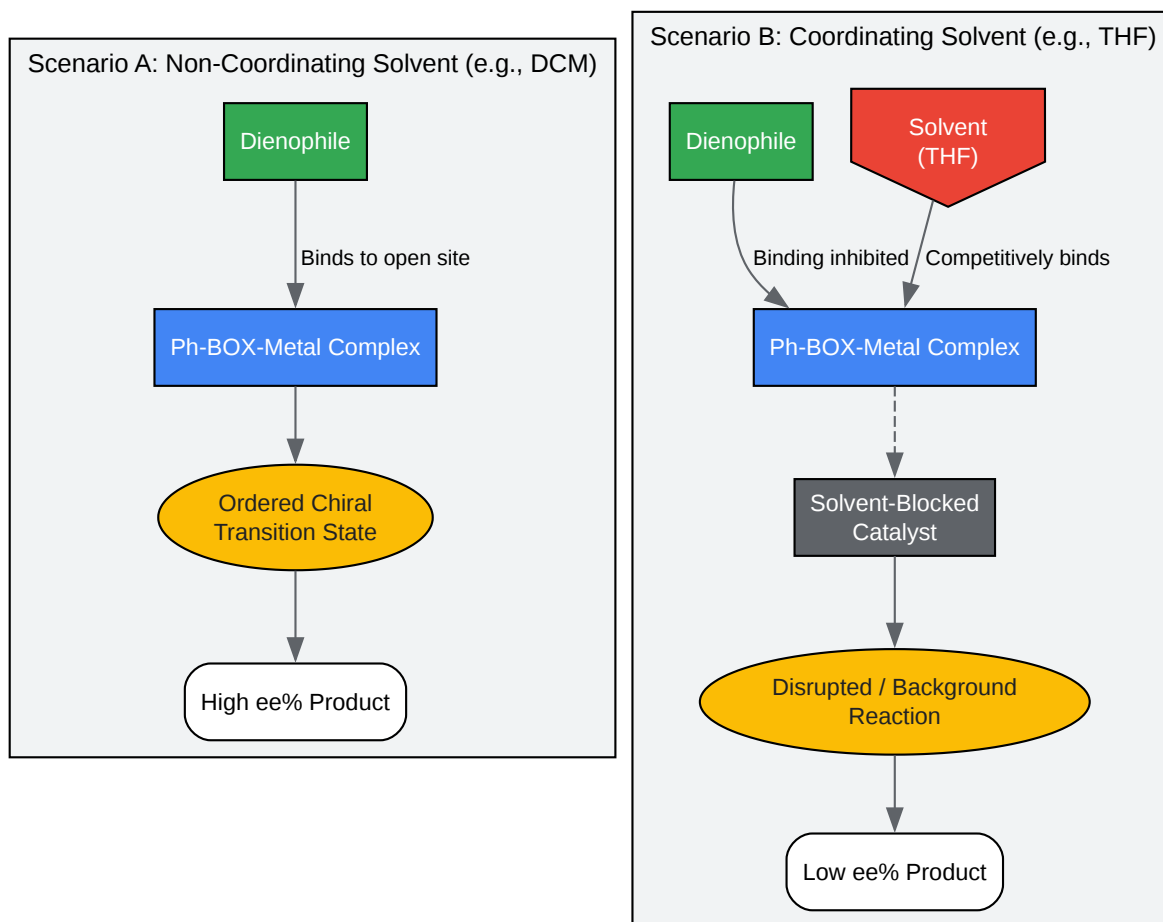 Scenario A: Non-Coordinating Solvent (e.g., DCM)
Dienophile
Binds to open site
Ph-BOX-Metal Complex
Ordered Chiral
Transition State
High ee% Product
Scenario B: Coordinating Solvent (e.g., THF)
Dienophile
Solvent
(THF)
Binding inhibited
Competitively binds
Ph-BOX-Metal Complex
Solvent-Blocked
Catalyst
Disrupted / Background
Reaction
Low ee% Product